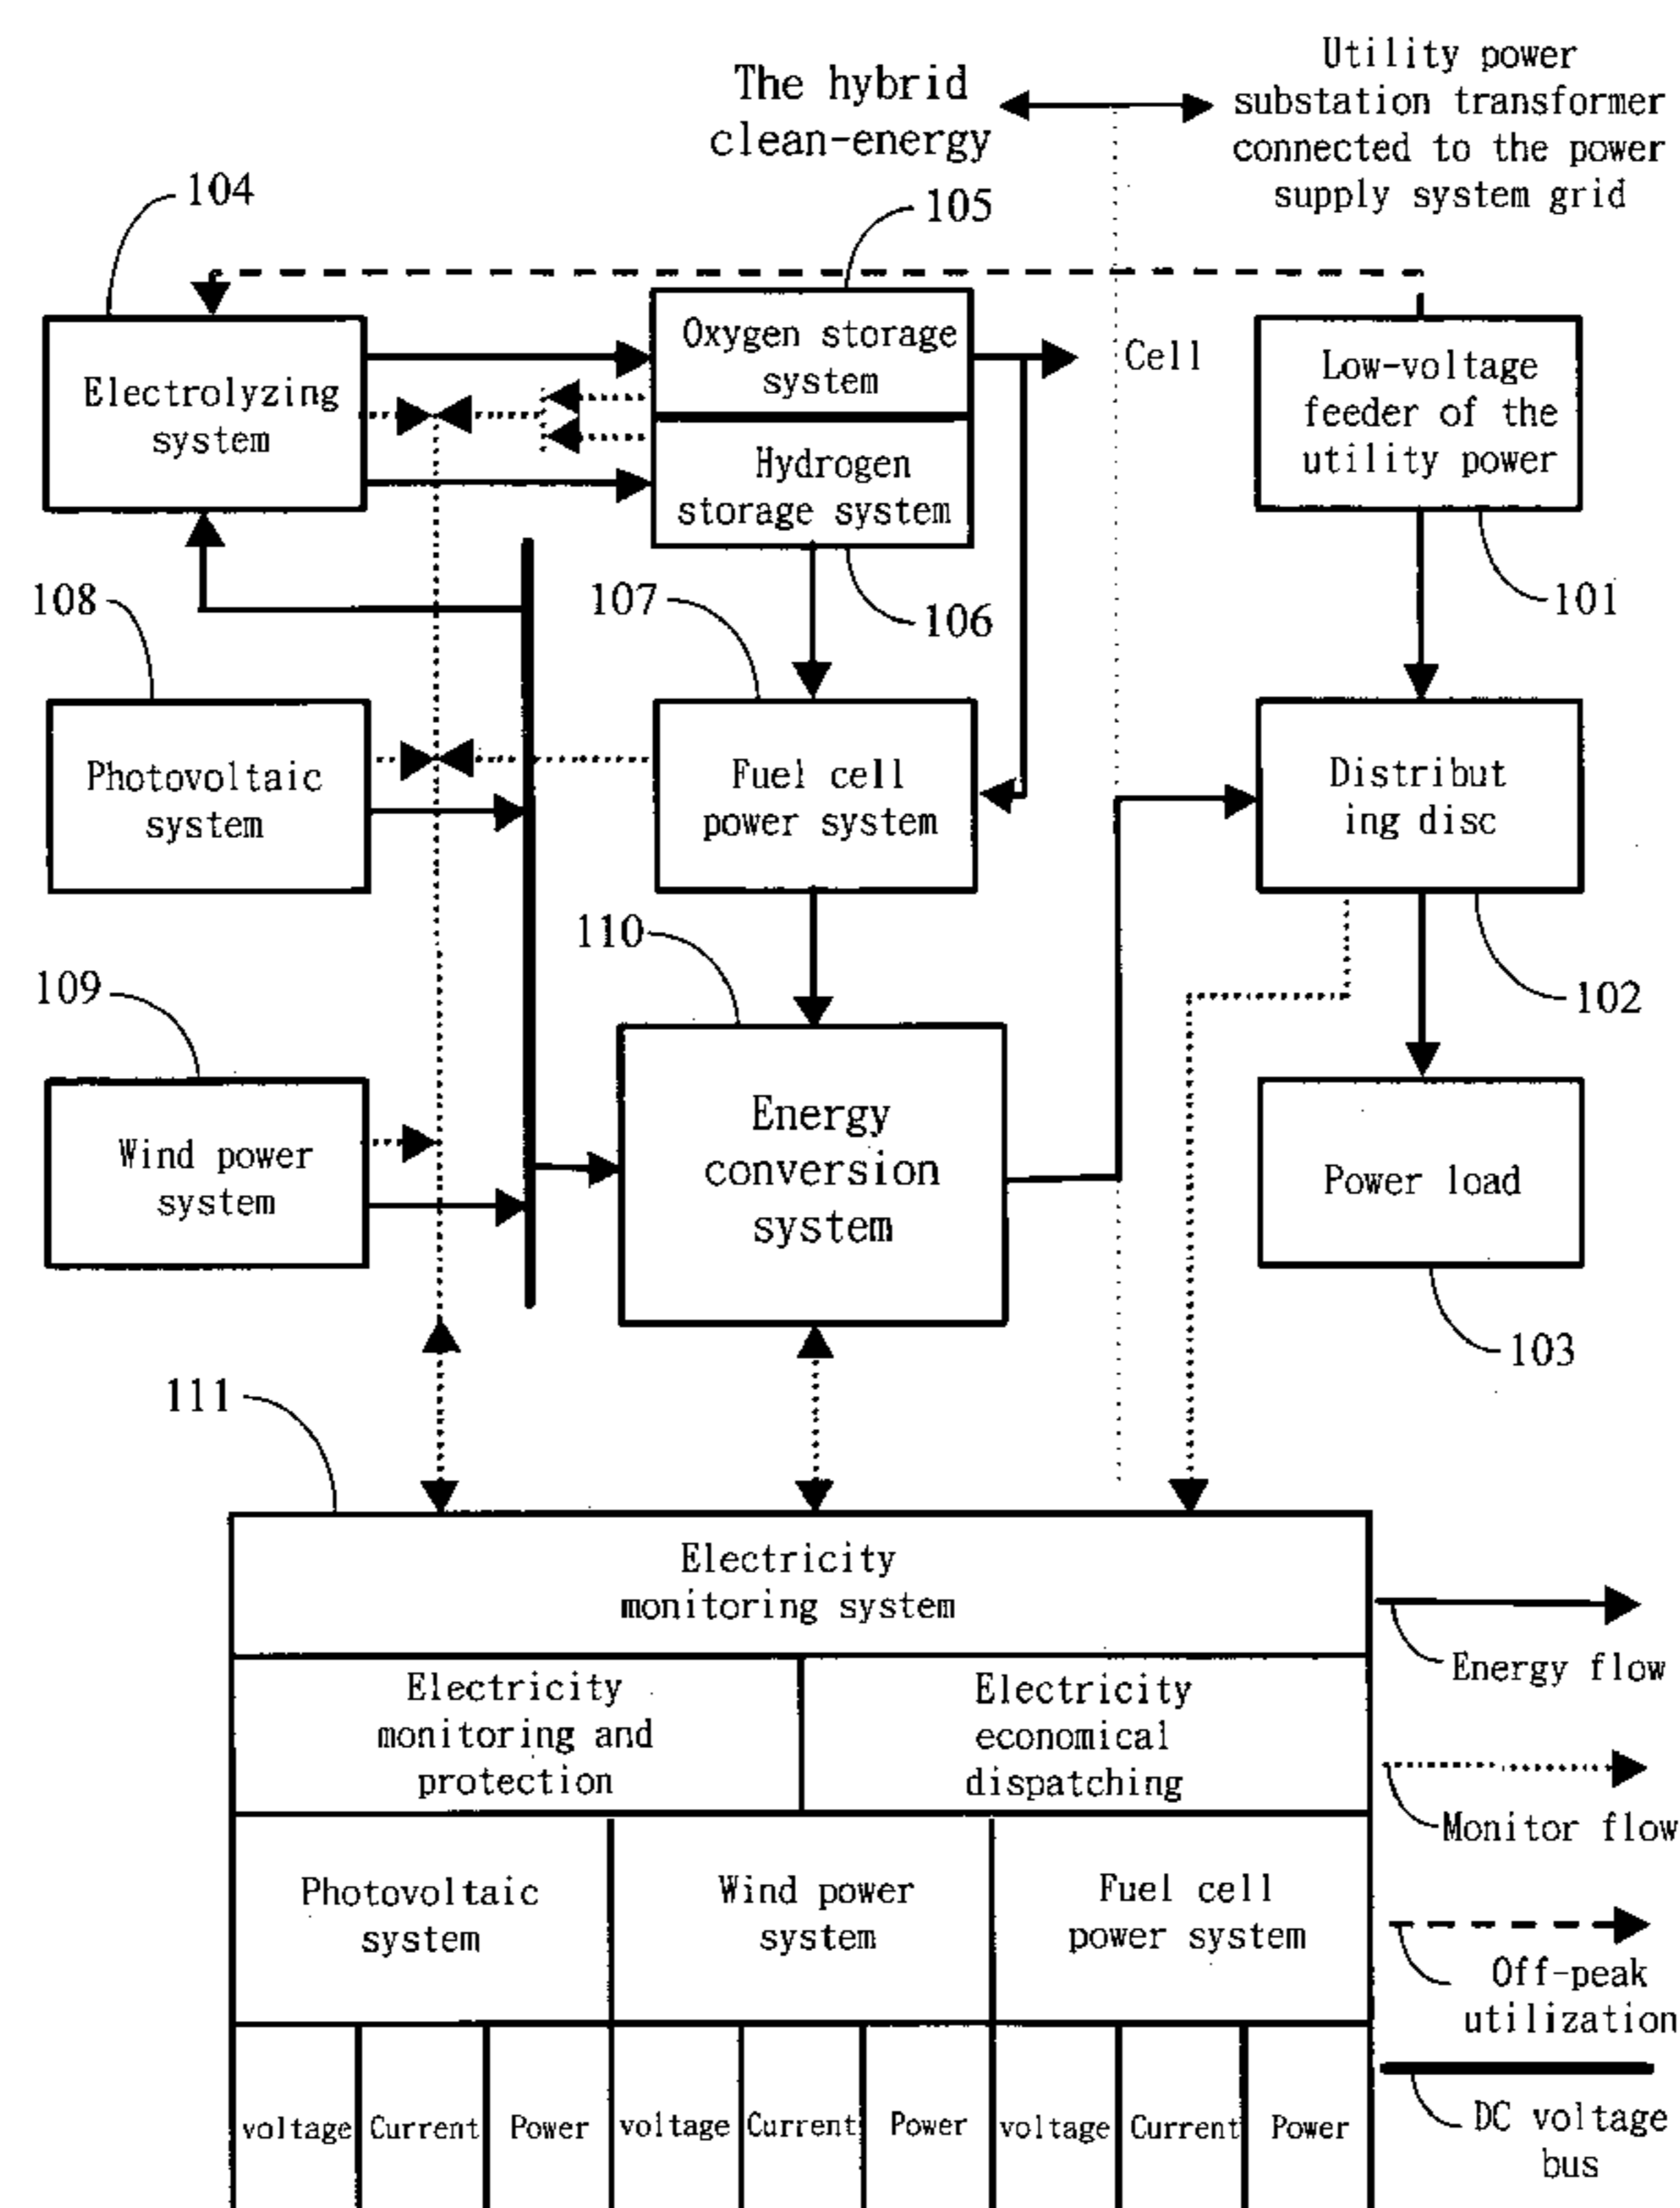 The hybrid
clean-energy
Utility power
substation transformer
connected to the power
supply system grid
104
105
Electrolyzing
system
Oxygen storage
system
Cell
Low-voltage
feeder of the
utility power
Hydrogen
storage system
108
107
106
101
Photovoltaic
system
Fuel cell
power system
Distribut
ing disc
110
109
102
Wind power
system
Energy
conversion
system
Power load
103
111
Electricity
monitoring system
Energy flow
Electricity
monitoring and
protection
Electricity
economical
dispatching
Monitor flow
Photovoltaic
system
Wind power
system
Fuel cell
power system
Off-peak
utilization
voltage
Current
Power
voltage
Current
Power
voltage
Current
Power
DC voltage
bus